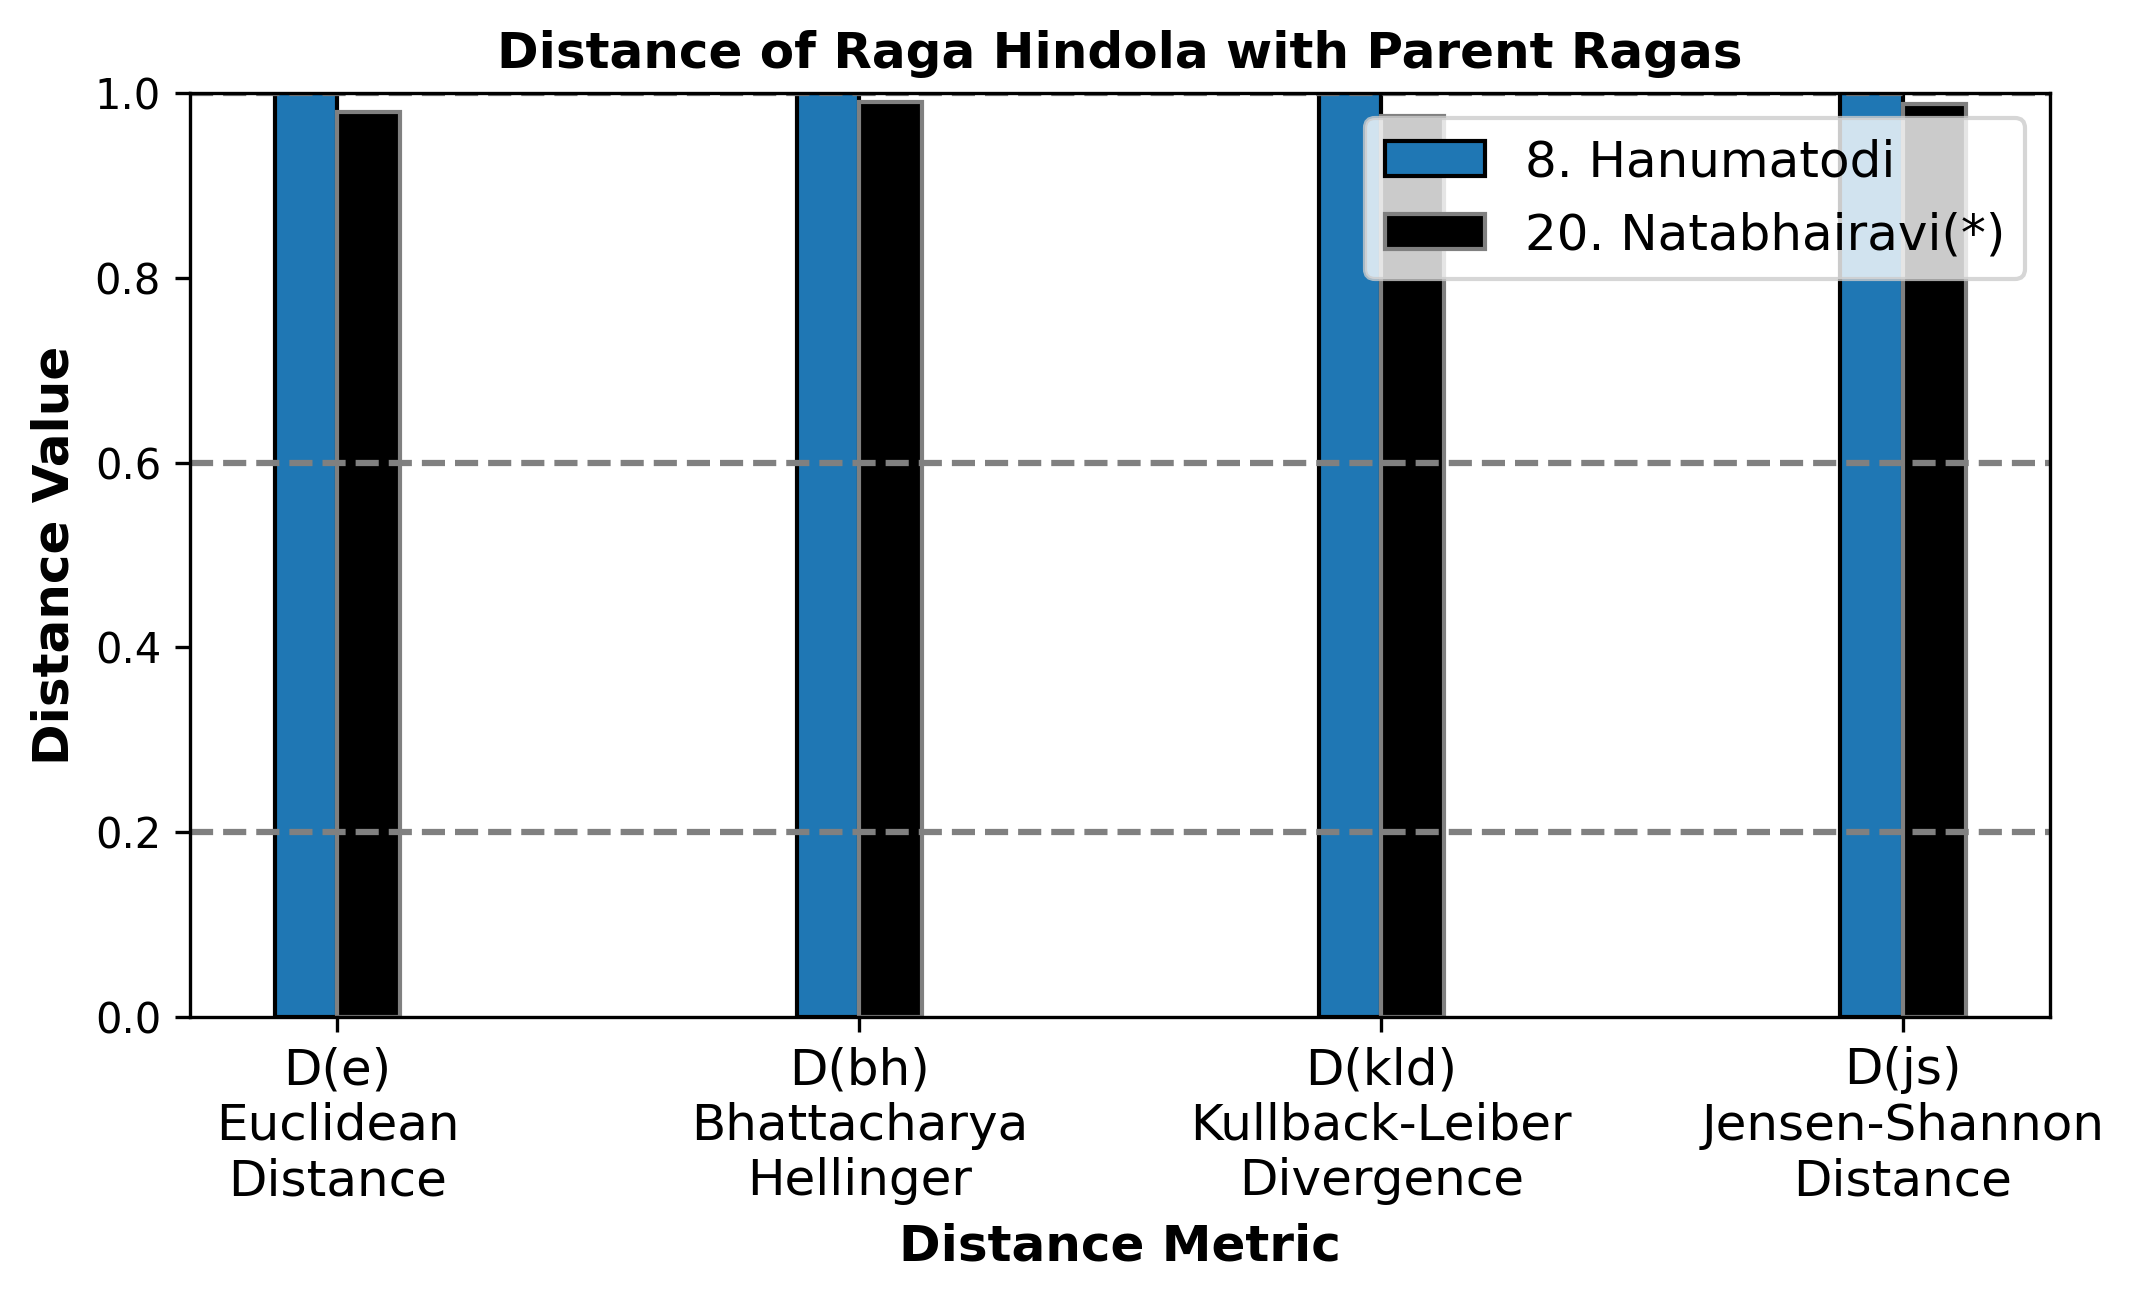 Distance of Raga Hindola with Parent Ragas
Distance Value
1.0
0.8
0.6
0.4
0.2
0.0
8. Hanumatodi
20. Natabhairavi(*)
D(e)
Euclidean
Distance
D(bh)
Bhattacharya
Hellinger
D(kld)
Kullback-Leiber
Divergence
D(js)
Jensen-Shannon
Distance
Distance Metric